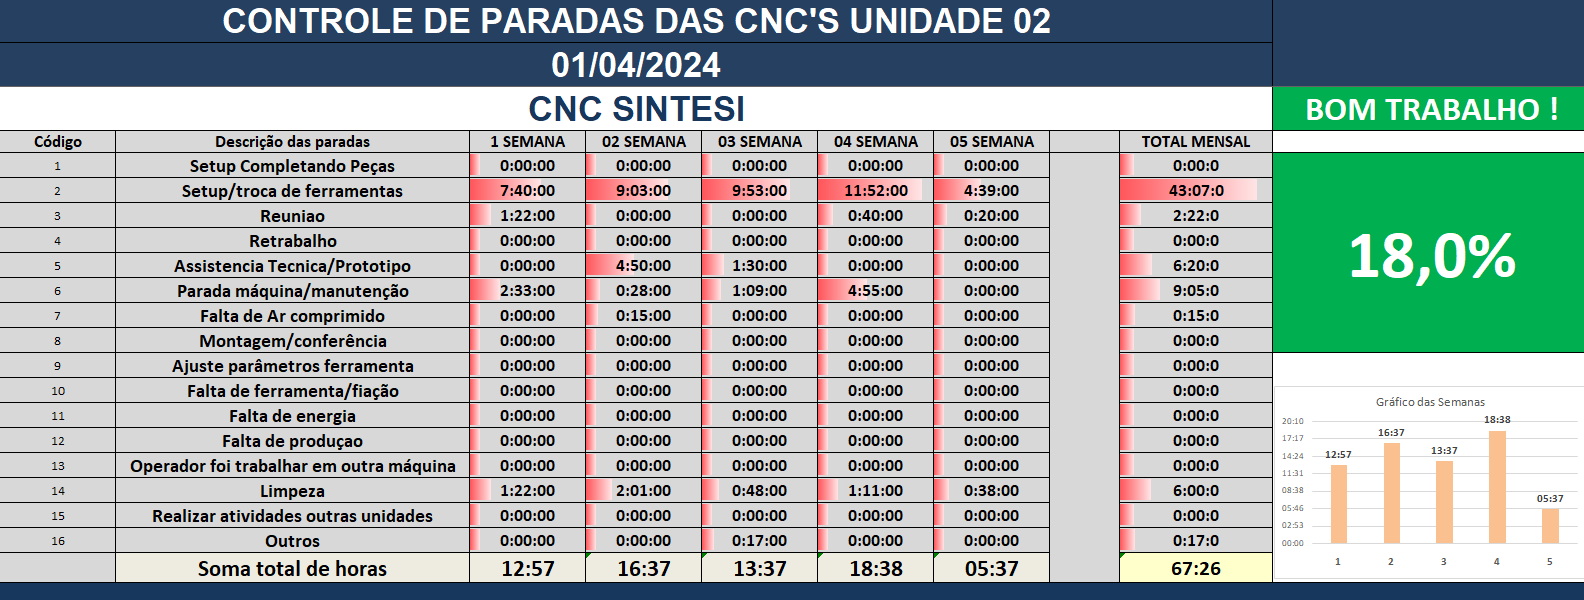 CONTROLE DE PARADAS DAS CNC'S UNIDADE 02
01/04/2024
CNC SINTESI BOM TRABALHO !
Código Descrição das paradas 1 SEMANA 02 SEMANA 03 SEMANA 04 SEMANA 05 SEMANA TOTAL MENSAL
1 Setup Completando Peças 0:00:00 0:00:00 0:00:00 0:00:00 0:00:00 0:00:0
2 Setup/troca de ferramentas 7:40:00 9:03:00 9:53:00 11:52:00 4:39:00 43:07:0
3 Reuniao 1:22:00 0:00:00 0:00:00 0:40:00 0:20:00 2:22:0
4 Retrabalho 0:00:00 0:00:00 0:00:00 0:00:00 0:00:00 0:00:0
5 Assistencia Tecnica/Prototipo 0:00:00 4:50:00 1:30:00 0:00:00 0:00:00 6:20:0
6 Parada máquina/manutenção 2:33:00 0:28:00 1:09:00 4:55:00 0:00:00 9:05:0
7 Falta de Ar comprimido 0:00:00 0:15:00 0:00:00 0:00:00 0:00:00 0:15:0
8 Montagem/conferência 0:00:00 0:00:00 0:00:00 0:00:00 0:00:00 0:00:0
9 Ajuste parâmetros ferramenta 0:00:00 0:00:00 0:00:00 0:00:00 0:00:00 0:00:0
10 Falta de ferramenta/fiação 0:00:00 0:00:00 0:00:00 0:00:00 0:00:00 0:00:0
11 Falta de energia 0:00:00 0:00:00 0:00:00 0:00:00 0:00:00 0:00:0
12 Falta de produçao 0:00:00 0:00:00 0:00:00 0:00:00 0:00:00 0:00:0
13 Operador foi trabalhar em outra máquina 0:00:00 0:00:00 0:00:00 0:00:00 0:00:00 0:00:0
14 Limpeza 1:22:00 2:01:00 0:48:00 1:11:00 0:38:00 6:00:0
15 Realizar atividades outras unidades 0:00:00 0:00:00 0:00:00 0:00:00 0:00:00 0:00:0
16 Outros 0:00:00 0:00:00 0:17:00 0:00:00 0:00:00 0:17:0
Soma total de horas 12:57 16:37 13:37 18:38 05:37 67:26
18,0%
Gráfico das Semanas
20:10
17:17
14:24
11:31
08:38
05:46
02:53
00:00
12:57 16:37 13:37 18:38 05:37
1 2 3 4 5